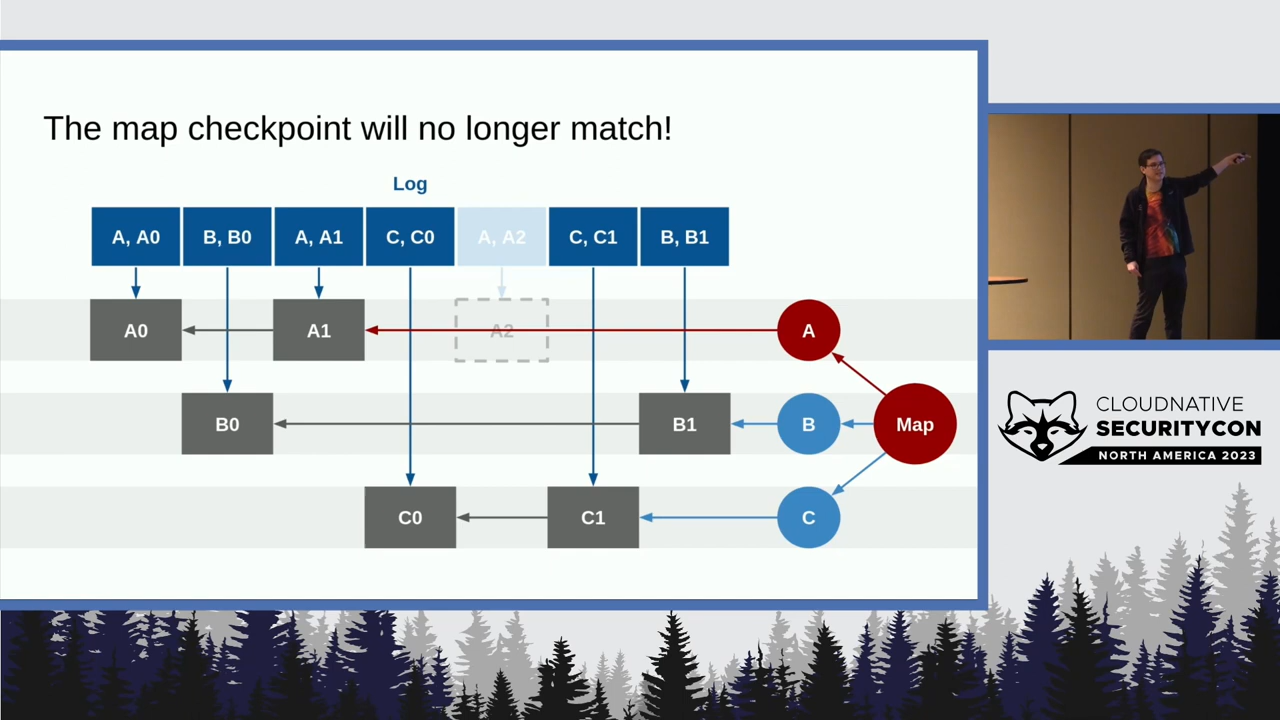 The map checkpoint will no longer match!
Log
A, A0
B, B0
A, A1
C, C0
A, A2
C, C1
B, B1
A0
A1
A2
A
B0
B1
B
Map
C0
C1
C
CLOUDNATIVE
SECURITYCON
NORTH AMERICA 2023